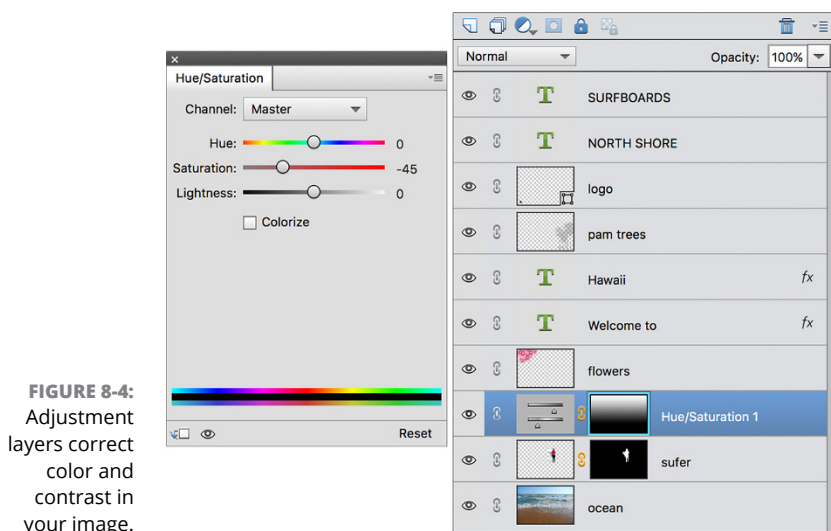 Normal
Opacity: 100%
SURFBOARDS
NORTH SHORE
logo
pam trees
Hawaii fx
Welcome to fx
flowers
Hue/Saturation 1
sufer
ocean
x
Hue/Saturation
Channel: Master
Hue: 0
Saturation: -45
Lightness: 0
Colorize
Reset
FIGURE 8-4:
Adjustment
layers correct
color and
contrast in
your image.